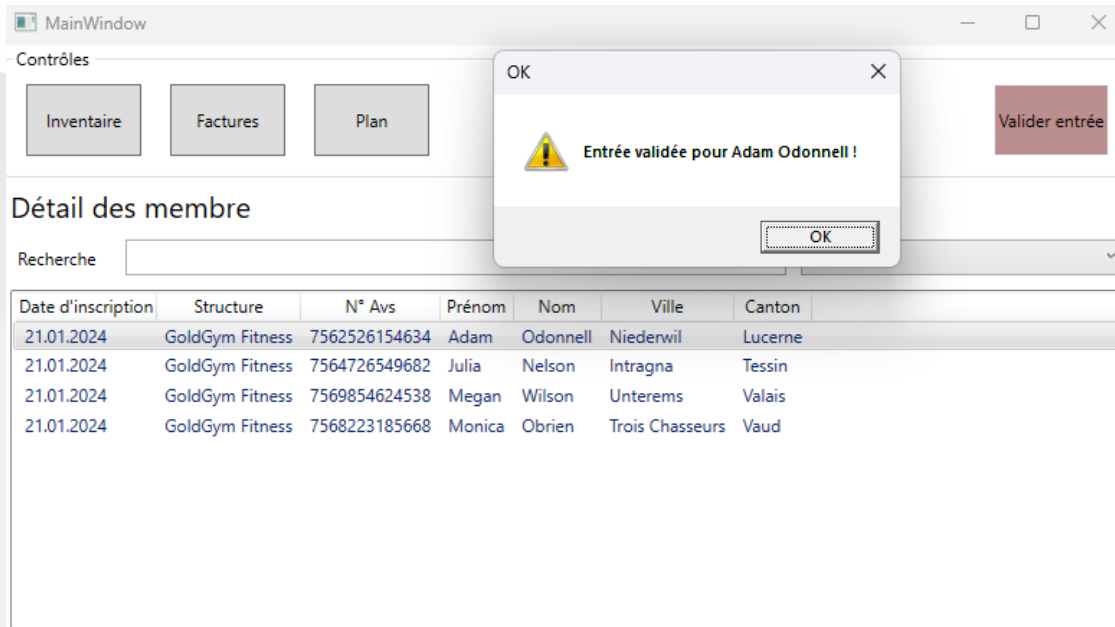 MainWindow
Contrôles
Inventaire Factures Plan Valider entrée
OK
Entrée validée pour Adam Odonnell !
OK
Détail des membre
Recherche
Date d'inscription Structure N° Avs Prénom Nom Ville Canton
21.01.2024 GoldGym Fitness 7562526154634 Adam Odonnell Niederwil Lucerne
21.01.2024 GoldGym Fitness 7564726549682 Julia Nelson Intragna Tessin
21.01.2024 GoldGym Fitness 7569854624538 Megan Wilson Unterems Valais
21.01.2024 GoldGym Fitness 7568223185668 Monica Obrien Trois Chasseurs Vaud